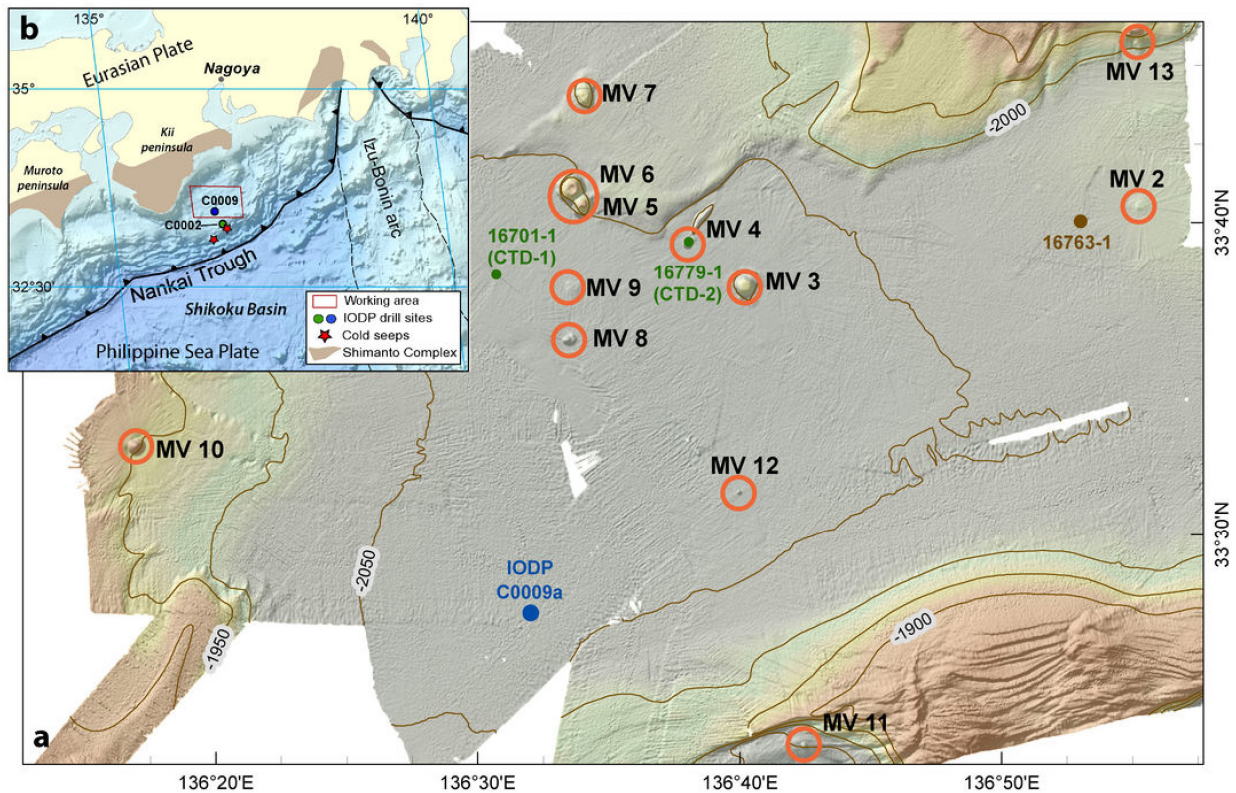 b
135°
140°
Eurasian Plate
Nagoya
35°
Kii
peninsula
Muroto
peninsula
Izu-Bonin arc
C0009
C0002
Nankai Trough
32°30'
Shikoku Basin
Philippine Sea Plate
Working area
IODP drill sites
Cold seeps
Shimanto Complex
MV 13
MV 7
-2000
MV 6
MV 5
MV 2
MV 4
16763-1
33°40'N
16701-1
(CTD-1)
16779-1
(CTD-2)
MV 9
MV 3
MV 8
MV 10
MV 12
33°30'N
-2050
IODP
C0009a
-1950
-1900
MV 11
a
136°20'E
136°30'E
136°40'E
136°50'E